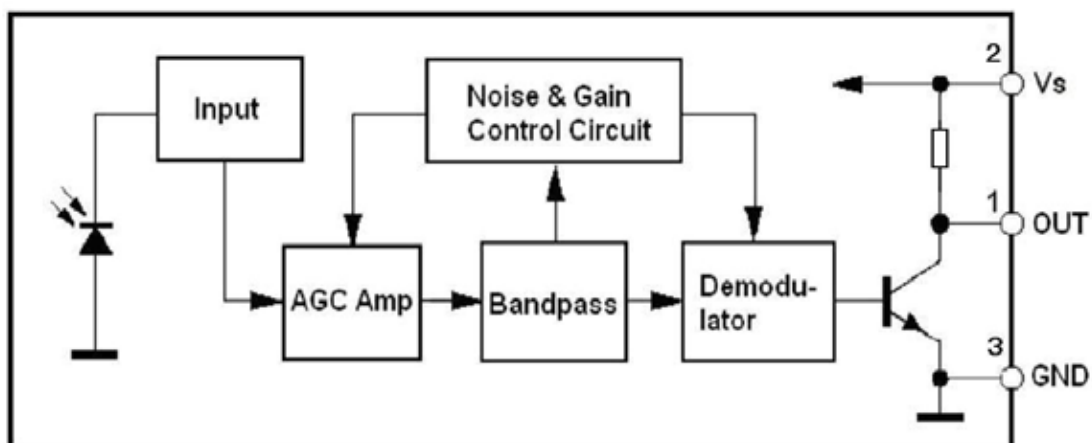 Input
Noise & Gain
Control Circuit
2
Vs
1
OUT
AGC Amp
Bandpass
Demodu-
lator
3
GND